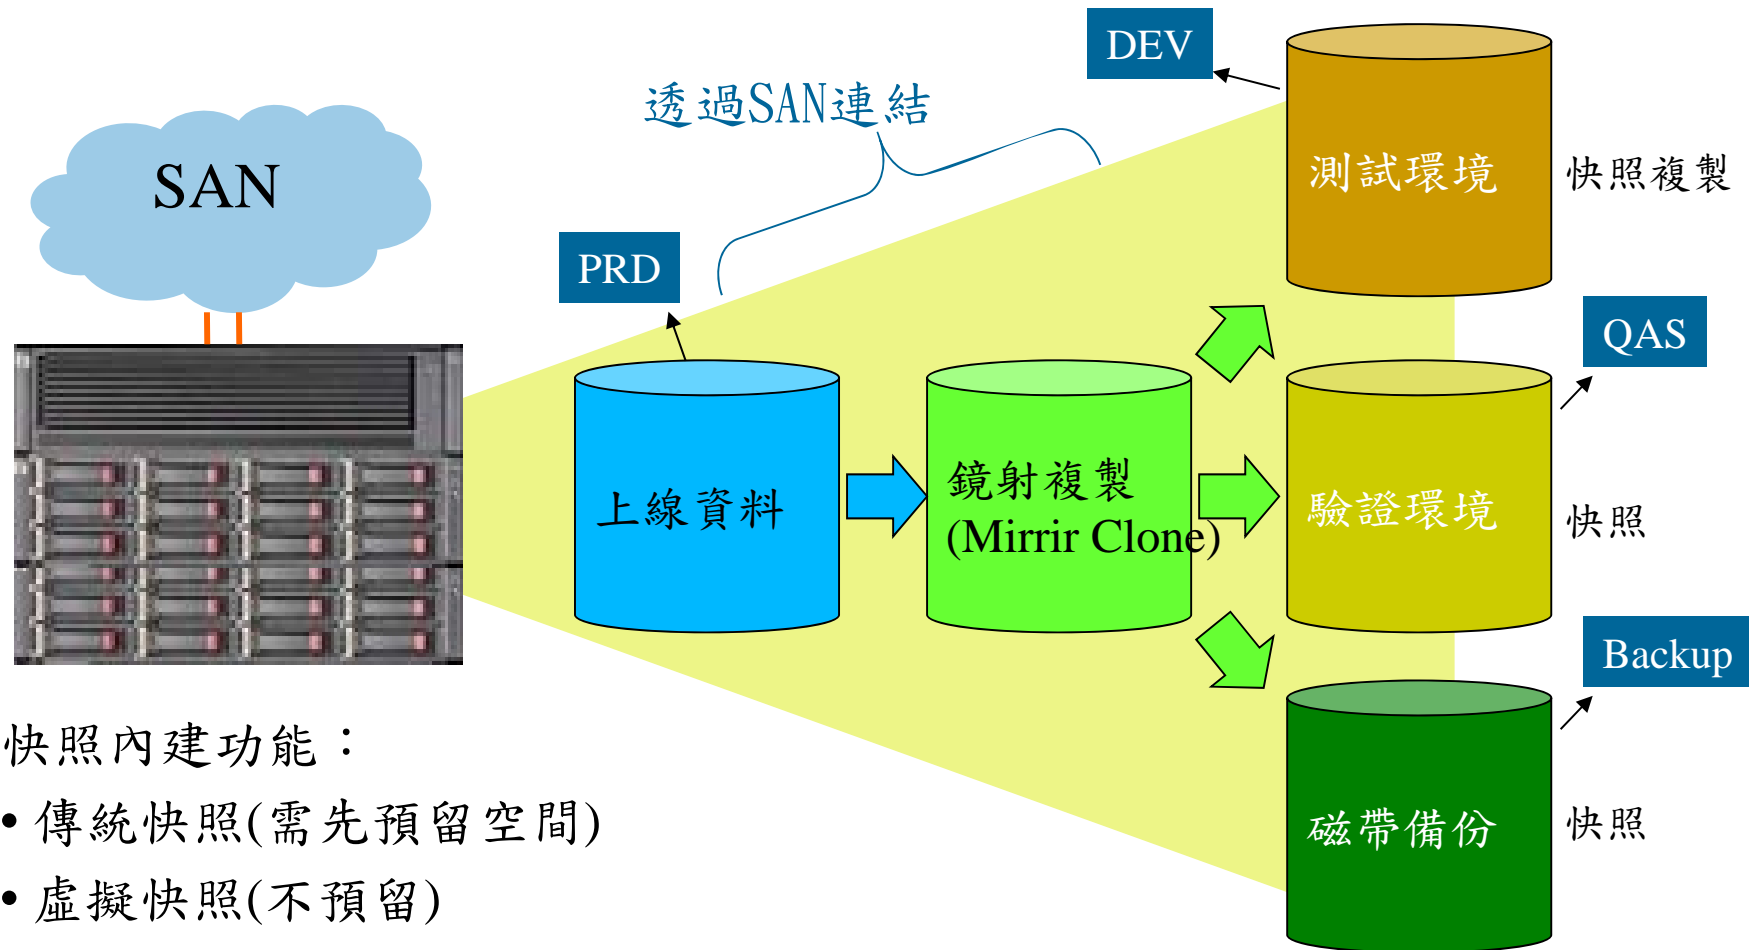 DEV
透過SAN連結
SAN
測試環境
快照複製
PRD
QAS
上線資料
鏡射複製
(Mirrir Clone)
驗證環境
快照
Backup
快照內建功能：
• 傳統快照(需先預留空間)
• 虛擬快照(不預留)
磁帶備份
快照